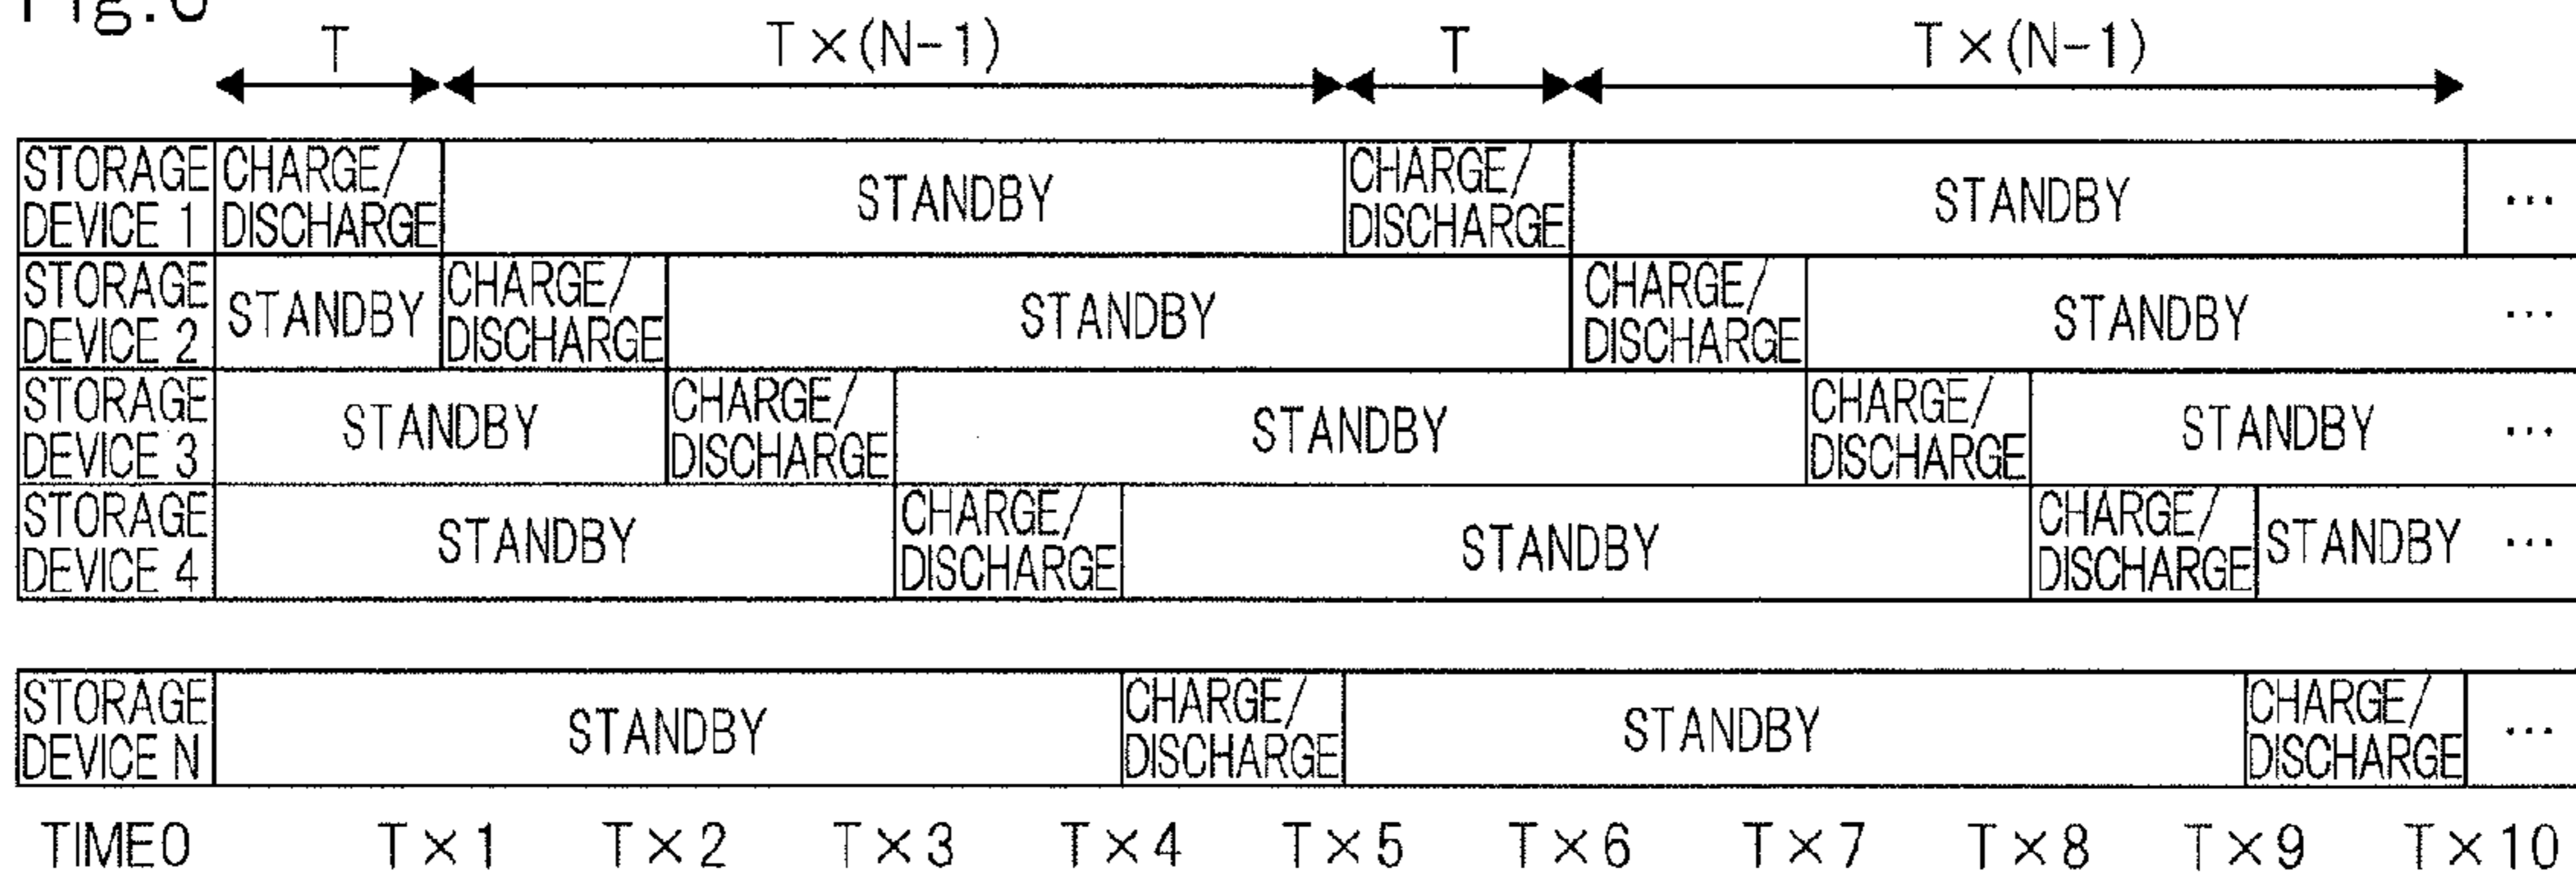 T T×(N-1) T T×(N-1)
STORAGE DEVICE 1 CHARGE/ DISCHARGE STANDBY CHARGE/ DISCHARGE STANDBY ...
STORAGE DEVICE 2 STANDBY CHARGE/ DISCHARGE STANDBY CHARGE/ DISCHARGE STANDBY ...
STORAGE DEVICE 3 STANDBY CHARGE/ DISCHARGE STANDBY CHARGE/ DISCHARGE STANDBY ...
STORAGE DEVICE 4 STANDBY CHARGE/ DISCHARGE STANDBY CHARGE/ DISCHARGE STANDBY ...
STORAGE DEVICE N STANDBY CHARGE/ DISCHARGE STANDBY CHARGE/ DISCHARGE ...
TIME0 T×1 T×2 T×3 T×4 T×5 T×6 T×7 T×8 T×9 T×10